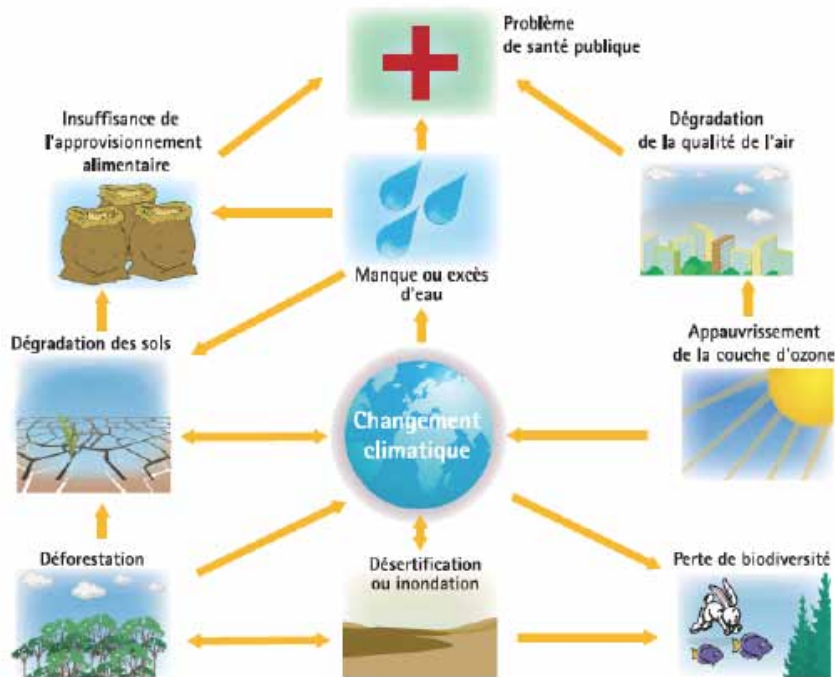 Problème
de santé publique
Insuffisance de
l'approvisionnement
alimentaire
Dégradation
de la qualité de l'air
Manque ou excès
d'eau
Dégradation des sols
Appauvrissement
de la couche d'ozone
Changement
climatique
Déforestation
Désertification
ou inondation
Perte de biodiversité